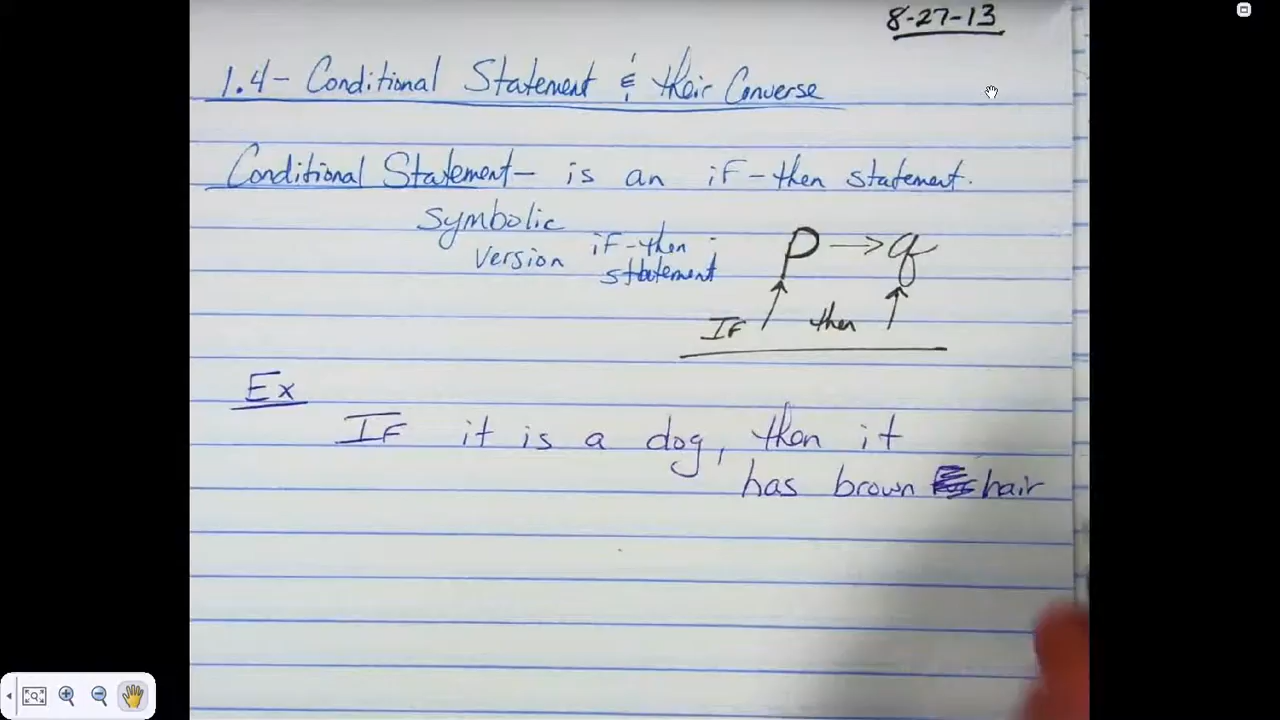 8-27-13
1.4- Conditional Statement & their Converse
Conditional Statement- is an if-then statement.
Symbolic
version if-then
statement
P → q
If then
Ex
If it is a dog, then it
has brown hair